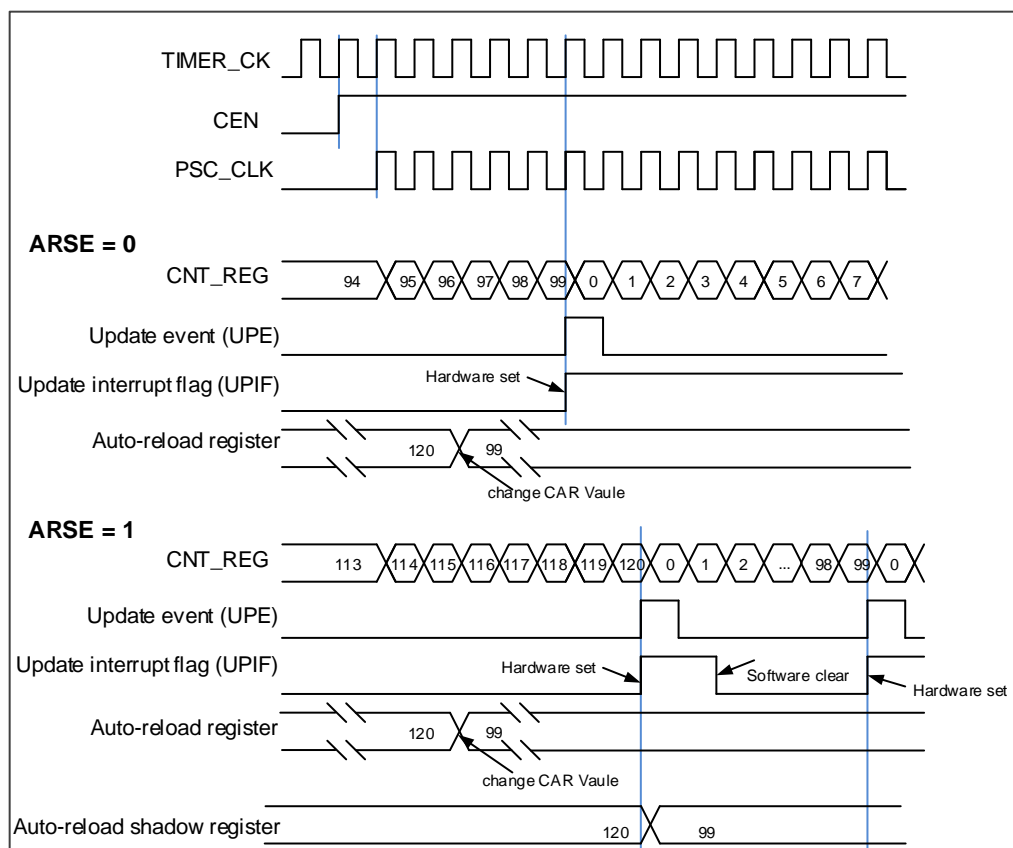 TIMER_CK
CEN
PSC_CLK
ARSE = 0
CNT_REG 94 95 96 97 98 99 0 1 2 3 4 5 6 7
Update event (UPE)
Update interrupt flag (UPIF) Hardware set
Auto-reload register 120 99
change CAR Vaule
ARSE = 1
CNT_REG 113 114 115 116 117 118 119 120 0 1 2 ... 98 99 0
Update event (UPE)
Update interrupt flag (UPIF) Hardware set Software clear Hardware set
Auto-reload register 120 99
change CAR Vaule
Auto-reload shadow register 120 99